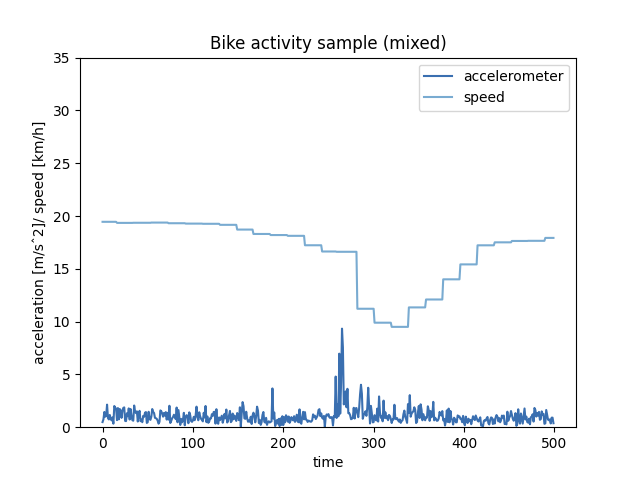 Bike activity sample (mixed)
accelerometer
speed
acceleration [m/s^2]/ speed [km/h]
35
30
25
20
15
10
5
0
0 100 200 300 400 500
time